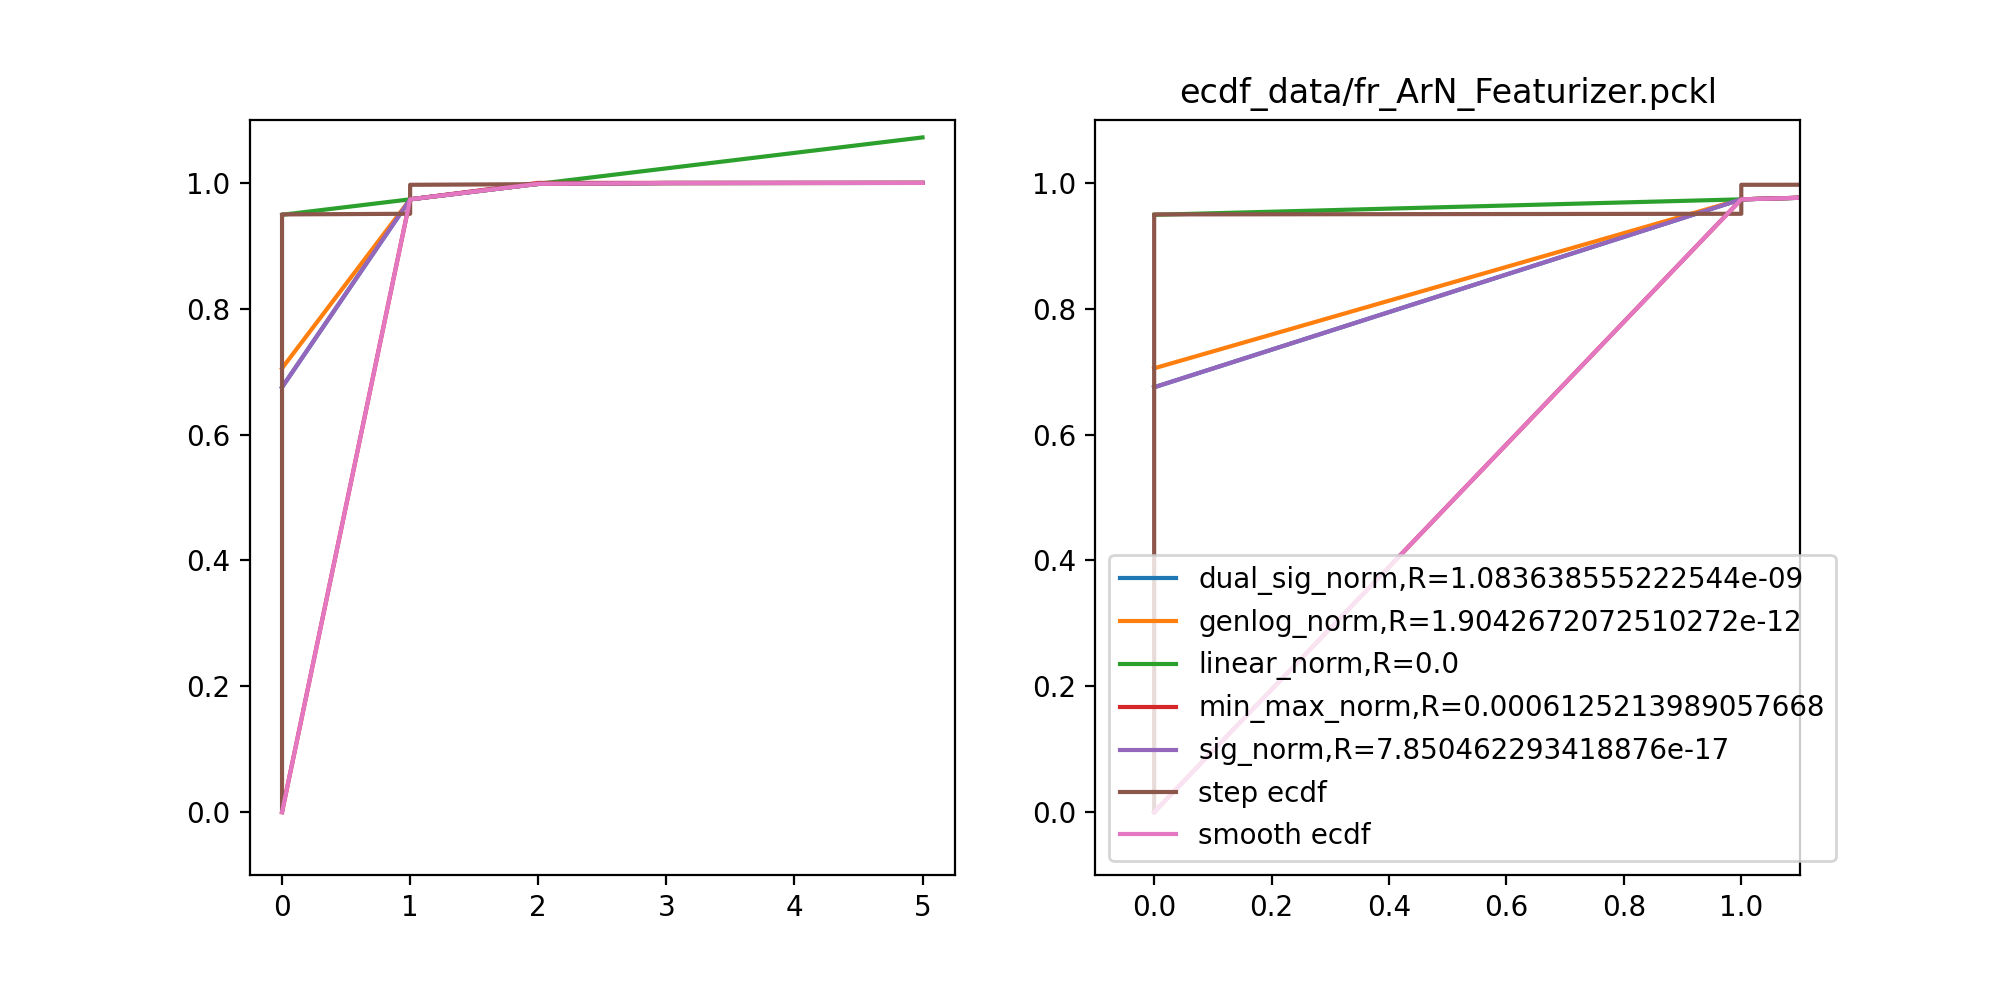 ecdf_data/fr_ArN_Featurizer.pckl
1.0
0.8
0.6
0.4
0.2
0.0
0 1 2 3 4 5
1.0
0.8
0.6
0.4
0.2
0.0
dual_sig_norm,R=1.083638555222544e-09
genlog_norm,R=1.9042672072510272e-12
linear_norm,R=0.0
min_max_norm,R=0.0006125213989057668
sig_norm,R=7.850462293418876e-17
step ecdf
smooth ecdf
0.0 0.2 0.4 0.6 0.8 1.0